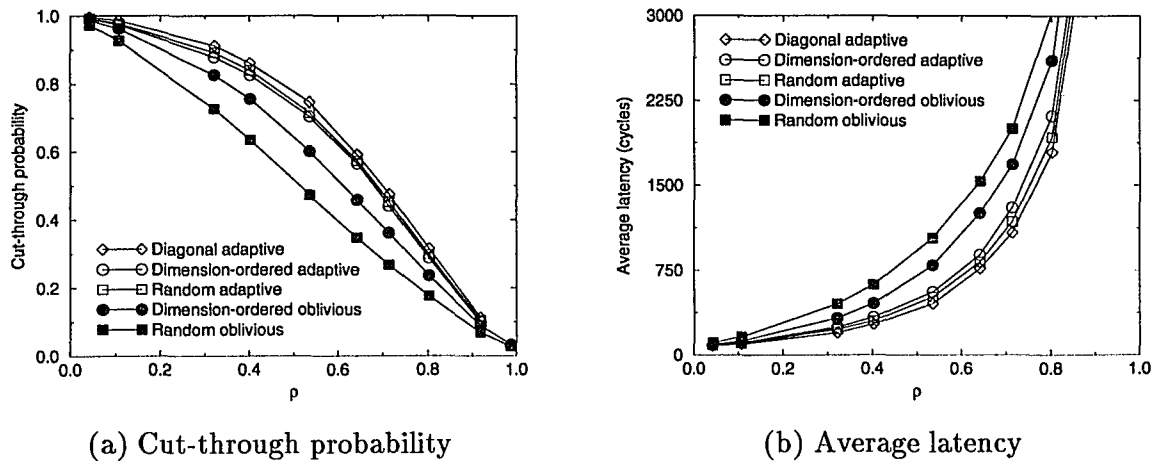 1.0
0.8
0.6
0.4
0.2
0.0
Cut-through probability
Diagonal adaptive
Dimension-ordered adaptive
Random adaptive
Dimension-ordered oblivious
Random oblivious
0.0 0.2 0.4 0.6 0.8 1.0
ρ
(a) Cut-through probability
3000
2250
1500
750
0
Average latency (cycles)
Diagonal adaptive
Dimension-ordered adaptive
Random adaptive
Dimension-ordered oblivious
Random oblivious
0.0 0.2 0.4 0.6 0.8 1.0
ρ
(b) Average latency